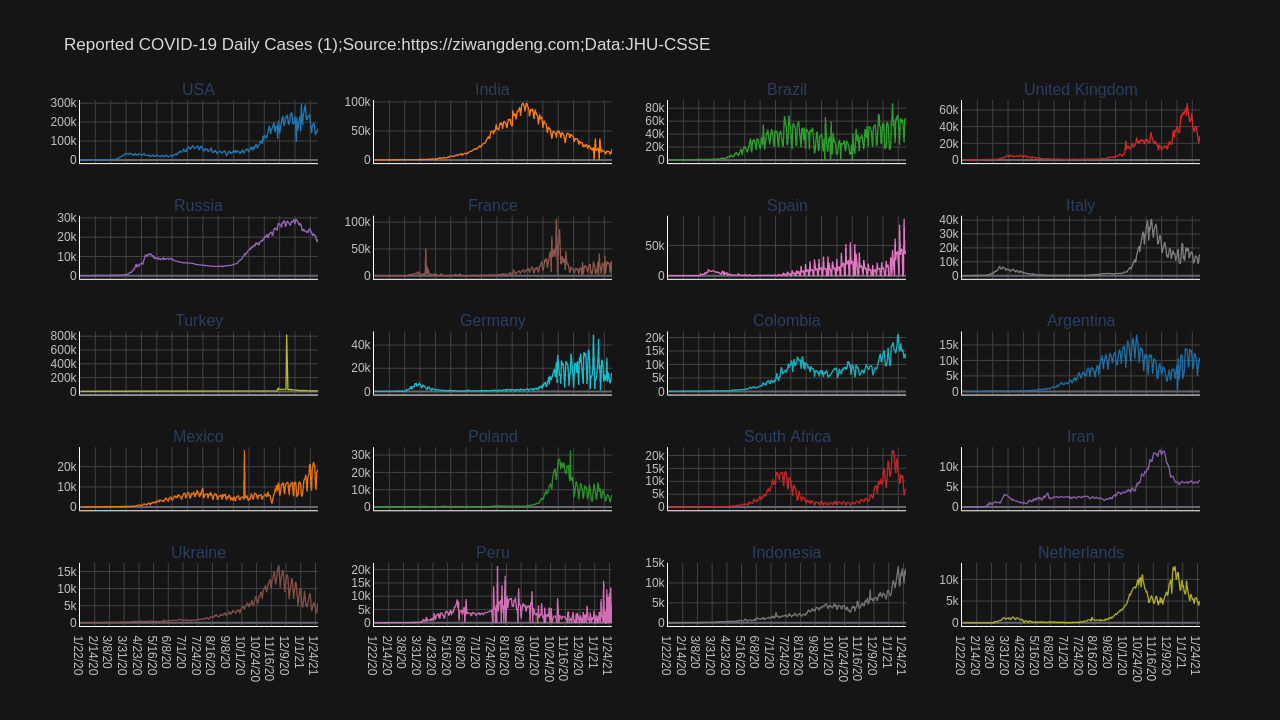 Reported COVID-19 Daily Cases (1);Source:https://ziwangdeng.com;Data:JHU-CSSE
USA
India
Brazil
United Kingdom
300k
200k
100k
0
100k
50k
0
80k
60k
40k
20k
0
60k
40k
20k
0
Russia
France
Spain
Italy
30k
20k
10k
0
100k
50k
0
50k
0
40k
30k
20k
10k
0
Turkey
Germany
Colombia
Argentina
800k
600k
400k
200k
0
40k
20k
0
20k
15k
10k
5k
0
15k
10k
5k
0
Mexico
Poland
South Africa
Iran
20k
10k
0
30k
20k
10k
0
20k
15k
10k
5k
0
10k
5k
0
Ukraine
Peru
Indonesia
Netherlands
15k
10k
5k
0
20k
15k
10k
5k
0
15k
10k
5k
0
10k
5k
0
1/22/20
2/14/20
3/8/20
3/31/20
4/23/20
5/16/20
6/8/20
7/1/20
7/24/20
8/16/20
9/8/20
10/1/20
10/24/20
11/16/20
12/9/20
1/1/21
1/24/21
1/22/20
2/14/20
3/8/20
3/31/20
4/23/20
5/16/20
6/8/20
7/1/20
7/24/20
8/16/20
9/8/20
10/1/20
10/24/20
11/16/20
12/9/20
1/1/21
1/24/21
1/22/20
2/14/20
3/8/20
3/31/20
4/23/20
5/16/20
6/8/20
7/1/20
7/24/20
8/16/20
9/8/20
10/1/20
10/24/20
11/16/20
12/9/20
1/1/21
1/24/21
1/22/20
2/14/20
3/8/20
3/31/20
4/23/20
5/16/20
6/8/20
7/1/20
7/24/20
8/16/20
9/8/20
10/1/20
10/24/20
11/16/20
12/9/20
1/1/21
1/24/21